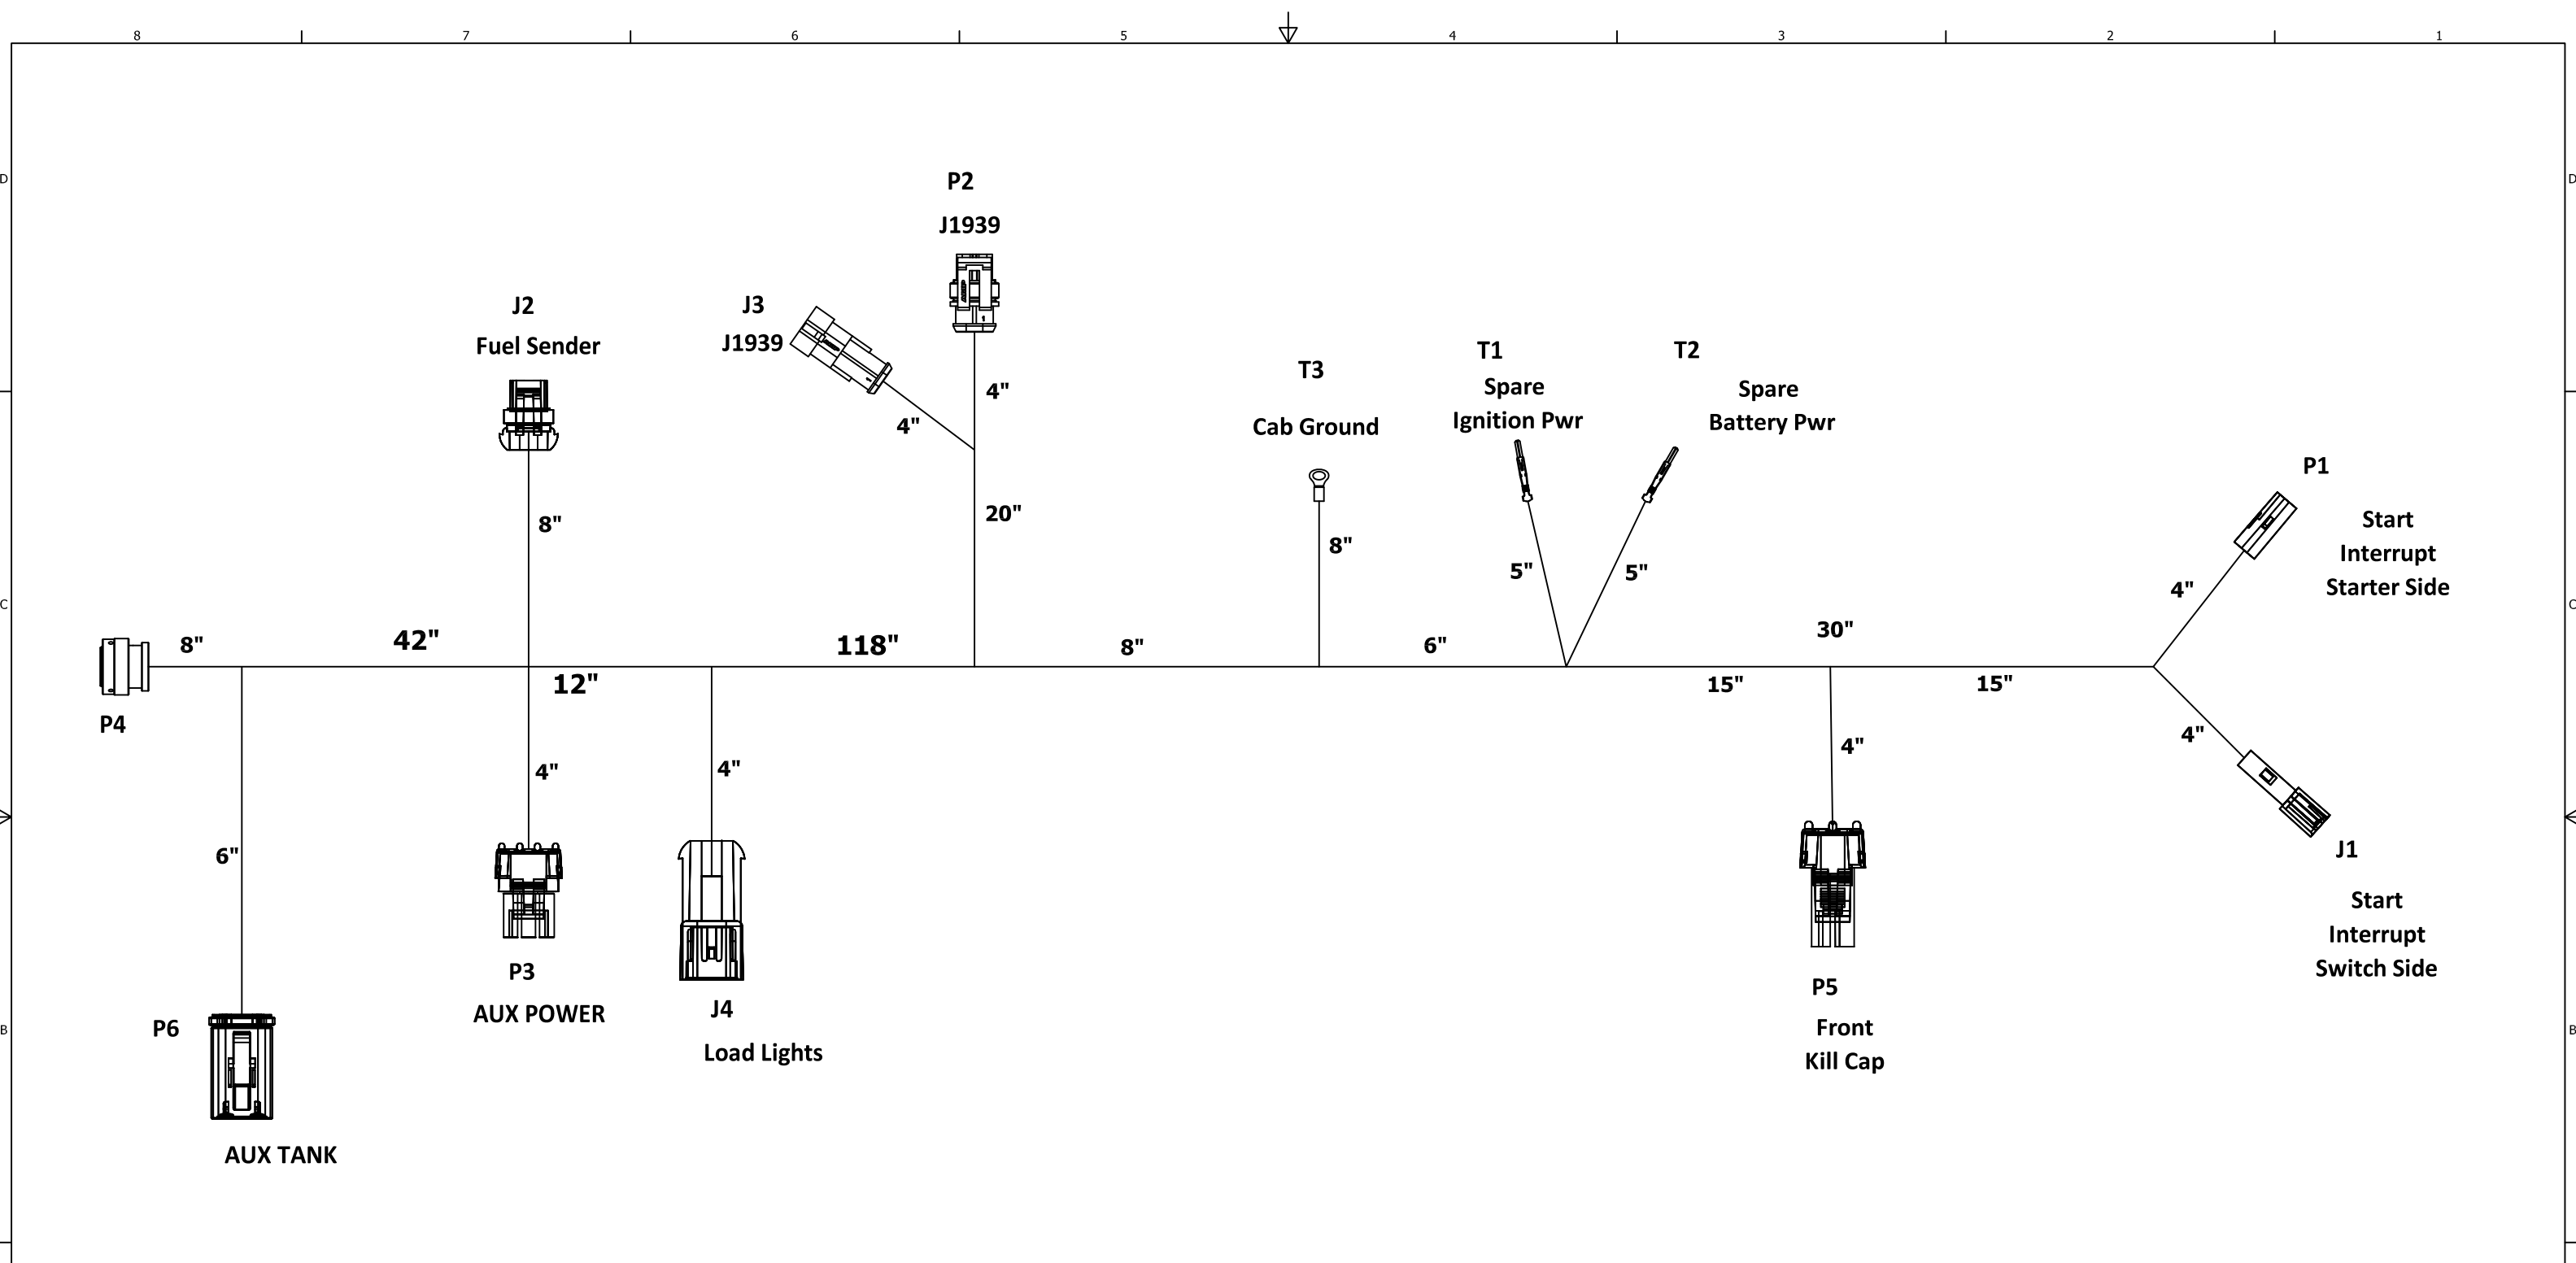 8 7 6 5 4 3 2 1
D D
P2
J1939
J2
Fuel Sender
J3
J1939
4"
4"
T3
Cab Ground
T1
Spare
Ignition Pwr
T2
Spare
Battery Pwr
P1
Start
Interrupt
Starter Side
8"
20"
8"
5"
5"
4"
C C
8"
42"
12"
118"
8"
6"
30"
15"
15"
P4
6"
4"
4"
4"
4"
P3
AUX POWER
J4
Load Lights
P5
Front
Kill Cap
J1
Start
Interrupt
Switch Side
B B
P6
AUX TANK